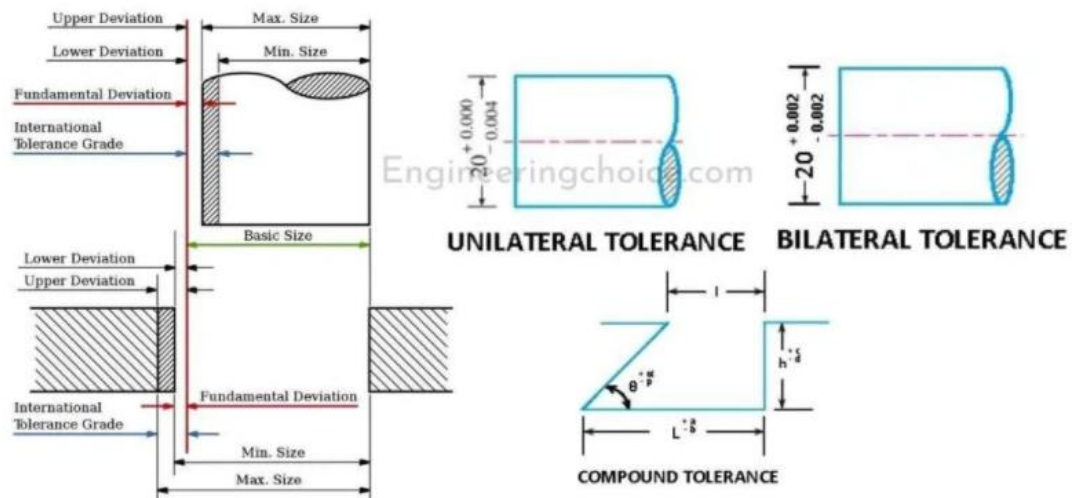 Upper Deviation
Max. Size
Lower Deviation
Min. Size
Fundamental Deviation
International
Tolerance Grade
Basic Size
Lower Deviation
Upper Deviation
Fundamental Deviation
International
Tolerance Grade
Min. Size
Max. Size
20 +0.000
-0.004
UNILATERAL TOLERANCE
20 +0.002
-0.002
BILATERAL TOLERANCE
Engineeringchoice.com
l
h
θ
L +a
-b
COMPOUND TOLERANCE